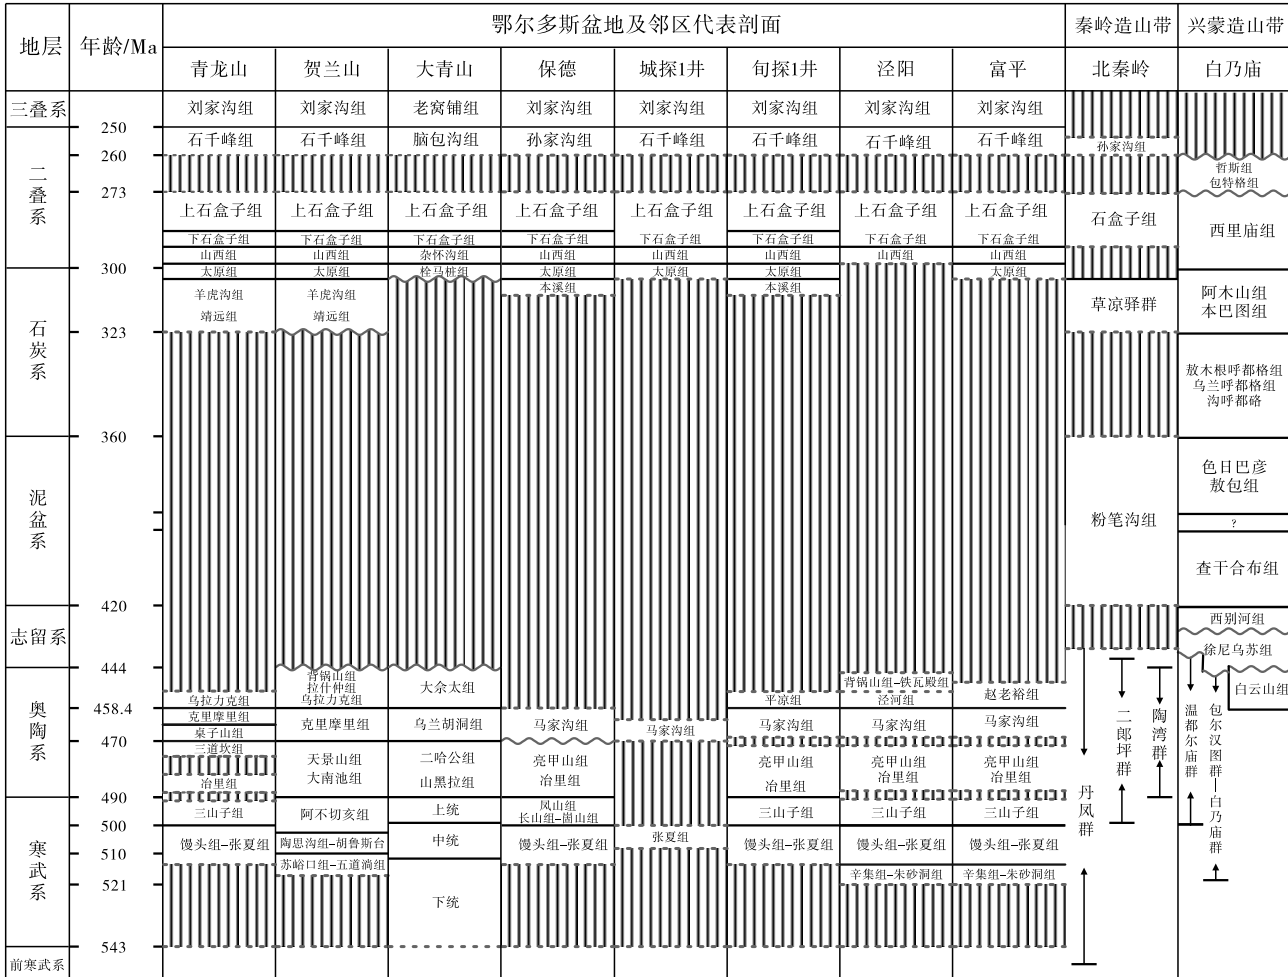 地层
年龄/Ma
鄂尔多斯盆地及邻区代表剖面
秦岭造山带
兴蒙造山带
青龙山
贺兰山
大青山
保德
城探1井
旬探1井
泾阳
富平
北秦岭
白乃庙
三叠系
二叠系
石炭系
泥盆系
志留系
奥陶系
寒武系
前寒武系
250
260
273
300
323
360
420
444
458.4
470
490
500
510
521
543
刘家沟组
石千峰组
上石盒子组
下石盒子组
山西组
太原组
羊虎沟组
靖远组
乌拉力克组
克里摩里组
桌子山组
三道坎组
冶里组
三山子组
馒头组–张夏组
刘家沟组
石千峰组
上石盒子组
下石盒子组
山西组
太原组
羊虎沟组
靖远组
背锅山组
拉什仲组
乌拉力克组
克里摩里组
天景山组
大南池组
阿不切亥组
陶思沟组–胡鲁斯台
苏峪口组–五道淌组
老窝铺组
脑包沟组
上石盒子组
下石盒子组
杂怀沟组
栓马桩组
大佘太组
乌兰胡洞组
二哈公组
山黑拉组
上统
中统
下统
刘家沟组
孙家沟组
上石盒子组
下石盒子组
山西组
太原组
本溪组
马家沟组
亮甲山组
冶里组
凤山组
长山组–崮山组
馒头组–张夏组
刘家沟组
石千峰组
上石盒子组
下石盒子组
山西组
太原组
马家沟组
张夏组
刘家沟组
石千峰组
上石盒子组
下石盒子组
山西组
太原组
本溪组
平凉组
马家沟组
亮甲山组
冶里组
三山子组
馒头组–张夏组
刘家沟组
石千峰组
上石盒子组
下石盒子组
山西组
背锅山组–铁瓦殿组
泾河组
马家沟组
亮甲山组
冶里组
三山子组
馒头组–张夏组
辛集组–朱砂洞组
刘家沟组
石千峰组
上石盒子组
下石盒子组
山西组
太原组
赵老裕组
马家沟组
亮甲山组
冶里组
三山子组
馒头组–张夏组
辛集组–朱砂洞组
孙家沟组
石盒子组
草凉驿群
粉笔沟组
丹凤群
二郎坪群
陶湾群
哲斯组
包特格组
西里庙组
阿木山组
本巴图组
敖木根呼都格组
乌兰呼都格组
沟呼都硌
色日巴彦
敖包组
?
查干合布组
西别河组
徐尼乌苏组
白云山组
温都尔庙群
包尔汉图群—白乃庙群